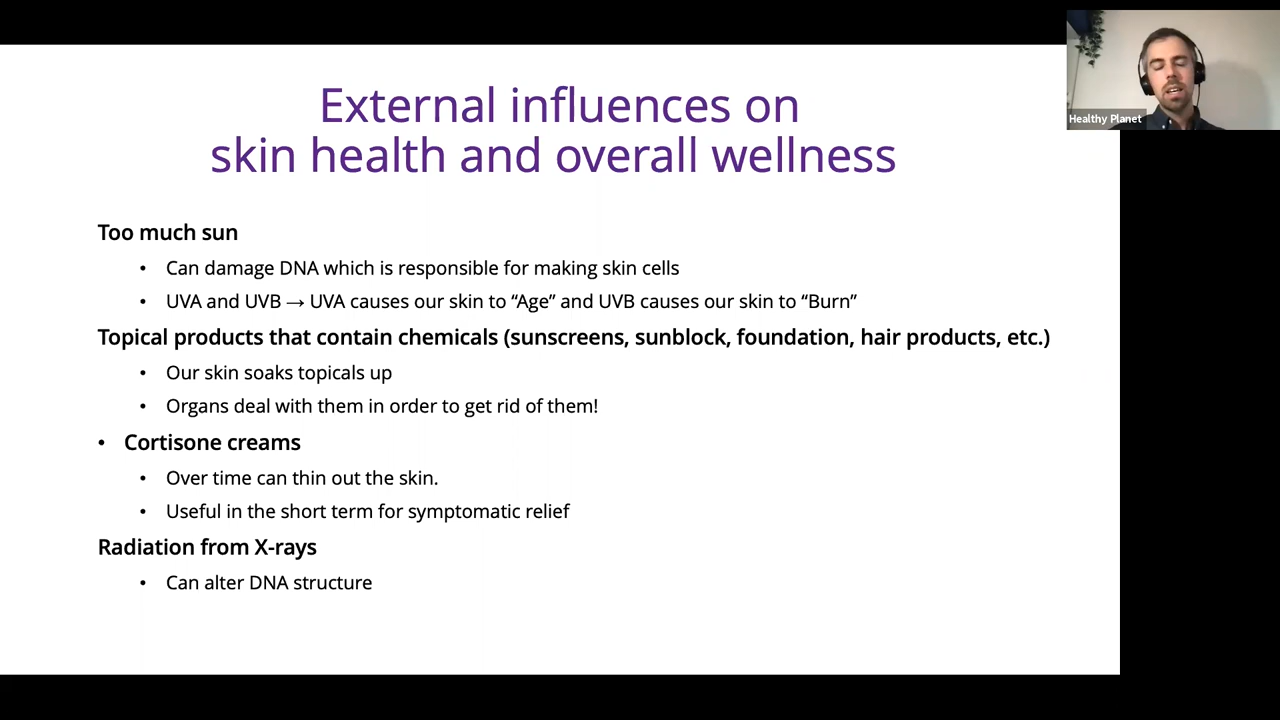 External influences on
skin health and overall wellness
Healthy Planet
Too much sun
• Can damage DNA which is responsible for making skin cells
• UVA and UVB → UVA causes our skin to “Age” and UVB causes our skin to “Burn”
Topical products that contain chemicals (sunscreens, sunblock, foundation, hair products, etc.)
• Our skin soaks topicals up
• Organs deal with them in order to get rid of them!
• Cortisone creams
• Over time can thin out the skin.
• Useful in the short term for symptomatic relief
Radiation from X-rays
• Can alter DNA structure